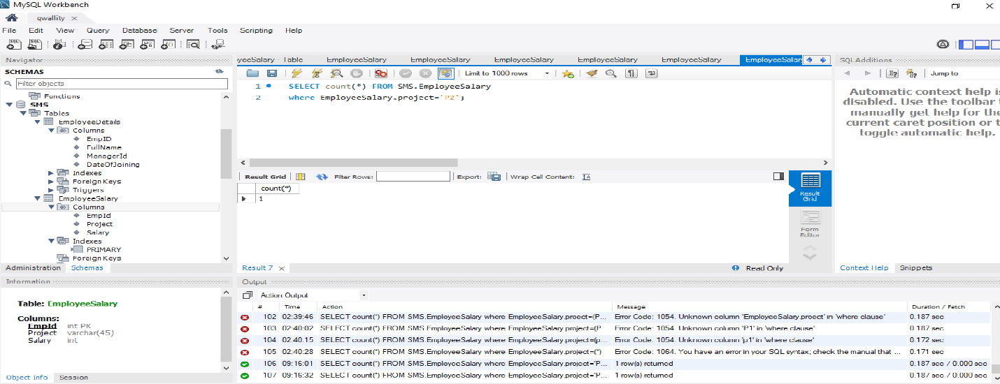 MySQL Workbench
qwallity
File Edit View Query Database Server Tools Scripting Help
Navigator
SCHEMAS
Filter objects
Functions
SMS
Tables
EmployeeDetails
Columns
EmpID
FullName
ManagerId
DateOfJoining
Indexes
Foreign Keys
Triggers
EmployeeSalary
Columns
EmpId
Project
Salary
Indexes
PRIMARY
Foreign Keys
Administration Schemas
Information
Table: EmployeeSalary
Columns:
EmpId int PK
Project varchar(45)
Salary int
Object Info Session
yeeSalary - Table EmployeeSalary EmployeeSalary EmployeeSalary EmployeeSalary EmployeeSalary EmployeeSalary
Limit to 1000 rows
1 SELECT count(*) FROM SMS.EmployeeSalary
2 where EmployeeSalary.project='P2';
Result Grid Filter Rows: Export: Wrap Cell Content:
count(*)
1
Result Grid
Form Editor
Result 7
Read Only
SQLAdditions
Jump to
Automatic context help is
disabled. Use the toolbar t
manually get help for the
current caret position or t
toggle automatic help.
Context Help Snippets
Output
Action Output
# Time Action Message Duration / Fetch
102 02:39:46 SELECT count(*) FROM SMS.EmployeeSalary where EmployeeSalary.proect=(P... Error Code: 1054. Unknown column 'EmployeeSalary.proect' in 'where clause' 0.187 sec
103 02:40:02 SELECT count(*) FROM SMS.EmployeeSalary where EmployeeSalary.project=(P... Error Code: 1054. Unknown column 'P1' in 'where clause' 0.187 sec
104 02:40:15 SELECT count(*) FROM SMS.EmployeeSalary where EmployeeSalary.project=(p... Error Code: 1054. Unknown column 'p1' in 'where clause' 0.172 sec
105 02:40:28 SELECT count(*) FROM SMS.EmployeeSalary where EmployeeSalary.project=(*) Error Code: 1064. You have an error in your SQL syntax; check the manual that ... 0.171 sec
106 09:16:01 SELECT count(*) FROM SMS.EmployeeSalary where EmployeeSalary.project='P... 1 row(s) returned 0.187 sec / 0.000 sec
107 09:16:32 SELECT count(*) FROM SMS.EmployeeSalary where EmployeeSalary.project='P... 1 row(s) returned 0.187 sec / 0.000 sec